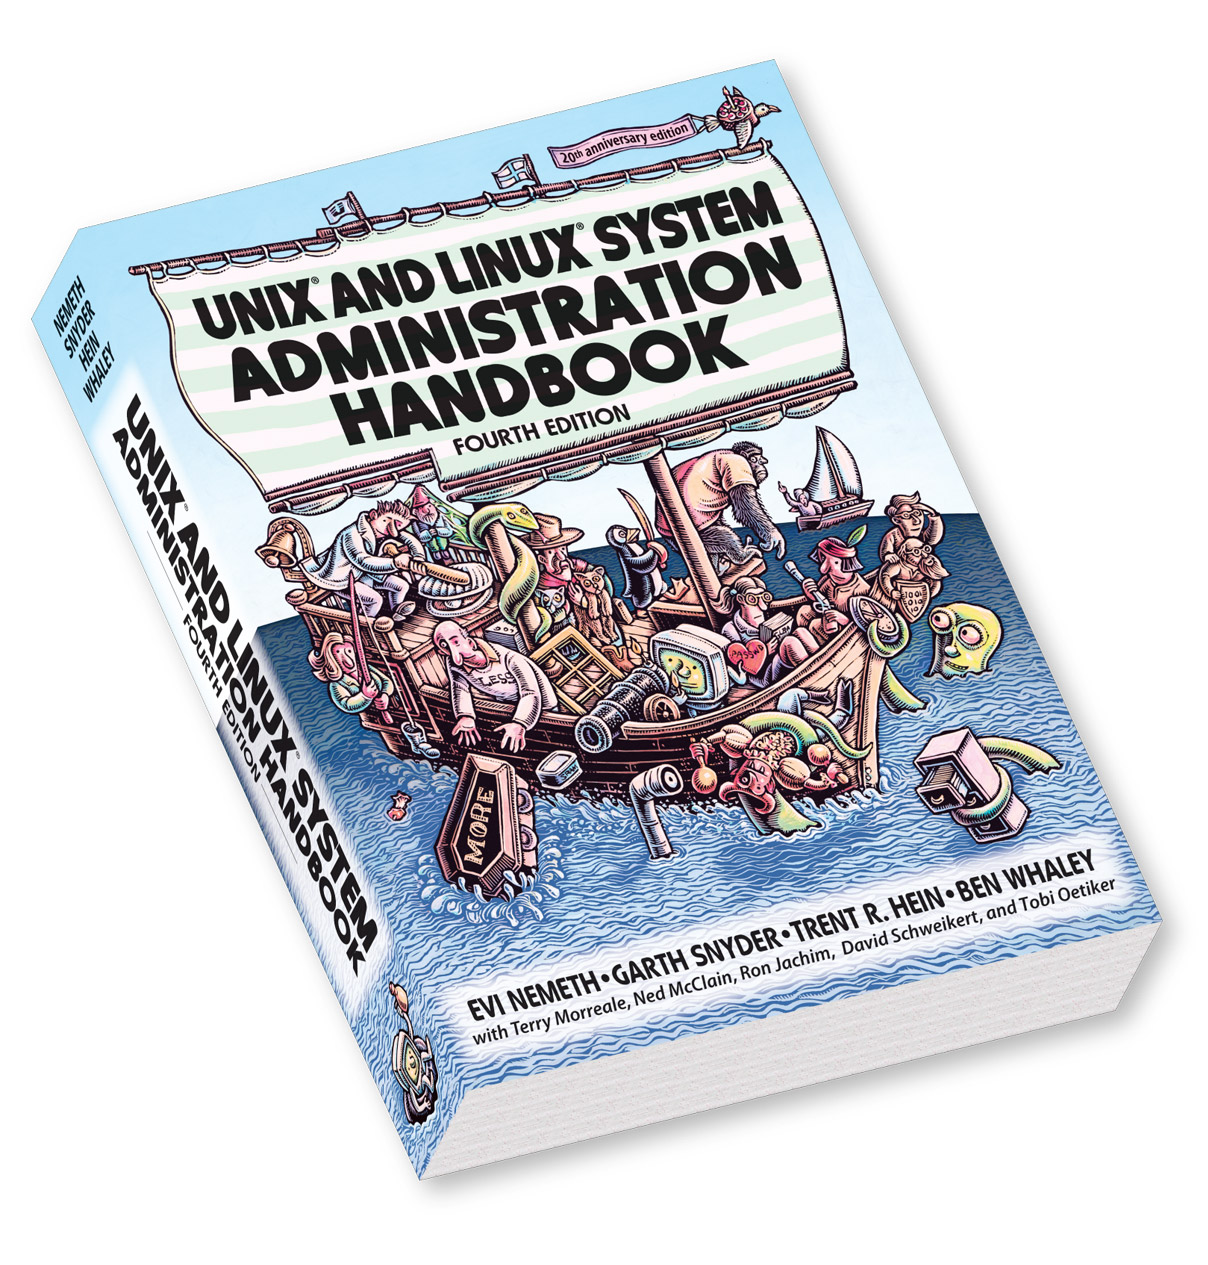 20th anniversary edition
UNIX® AND LINUX® SYSTEM
ADMINISTRATION
HANDBOOK
FOURTH EDITION
LESS
PASSWD
MORE
EVI NEMETH • GARTH SNYDER • TRENT R. HEIN • BEN WHALEY
with Terry Morreale, Ned McClain, Ron Jachim, David Schweikert, and Tobi Oetiker
NEMETH
SNYDER
HEIN
WHALEY
UNIX® AND LINUX® SYSTEM
ADMINISTRATION HANDBOOK
FOURTH EDITION